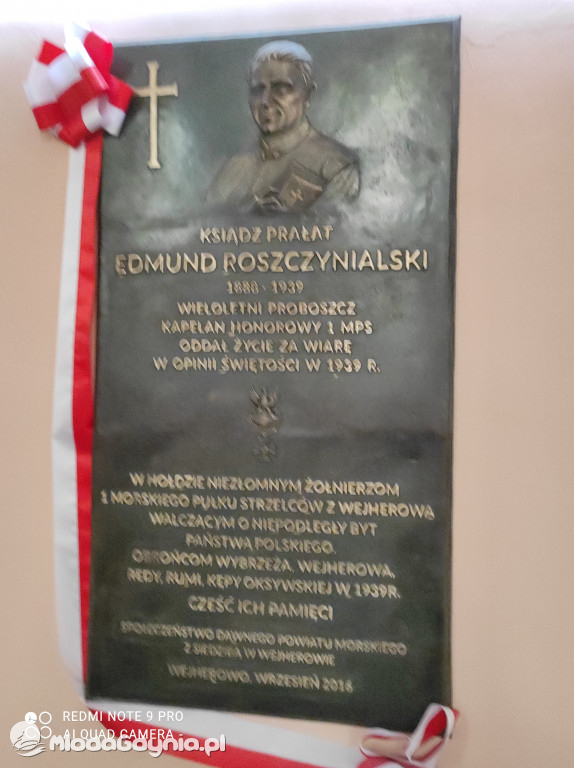 KSIĄDZ PRAŁAT
EDMUND ROSZCZYNIALSKI
1888 - 1939
WIELOLETNI PROBOSZCZ
KAPELAN HONOROWY 1 MPS
ODDAŁ ŻYCIE ZA WIARĘ
W OPINII ŚWIĘTOŚCI W 1939 R.
W HOŁDZIE NIEZŁOMNYM ŻOŁNIERZOM
1 MORSKIEGO PUŁKU STRZELCÓW Z WEJHEROWA
WALCZĄCYM O NIEPODLEGŁY BYT
PAŃSTWA POLSKIEGO,
OBROŃCOM WYBRZEŻA, WEJHEROWA,
REDY, RUMI, KĘPY OKSYWSKIEJ W 1939R.
CZEŚĆ ICH PAMIĘCI
SPOŁECZEŃSTWO DAWNEGO POWIATU MORSKIEGO
Z SIEDZIBĄ W WEJHEROWIE
WEJHEROWO, WRZESIEŃ 2016
REDMI NOTE 9 PRO
AI QUAD CAMERA
MlodaGdynia.pl